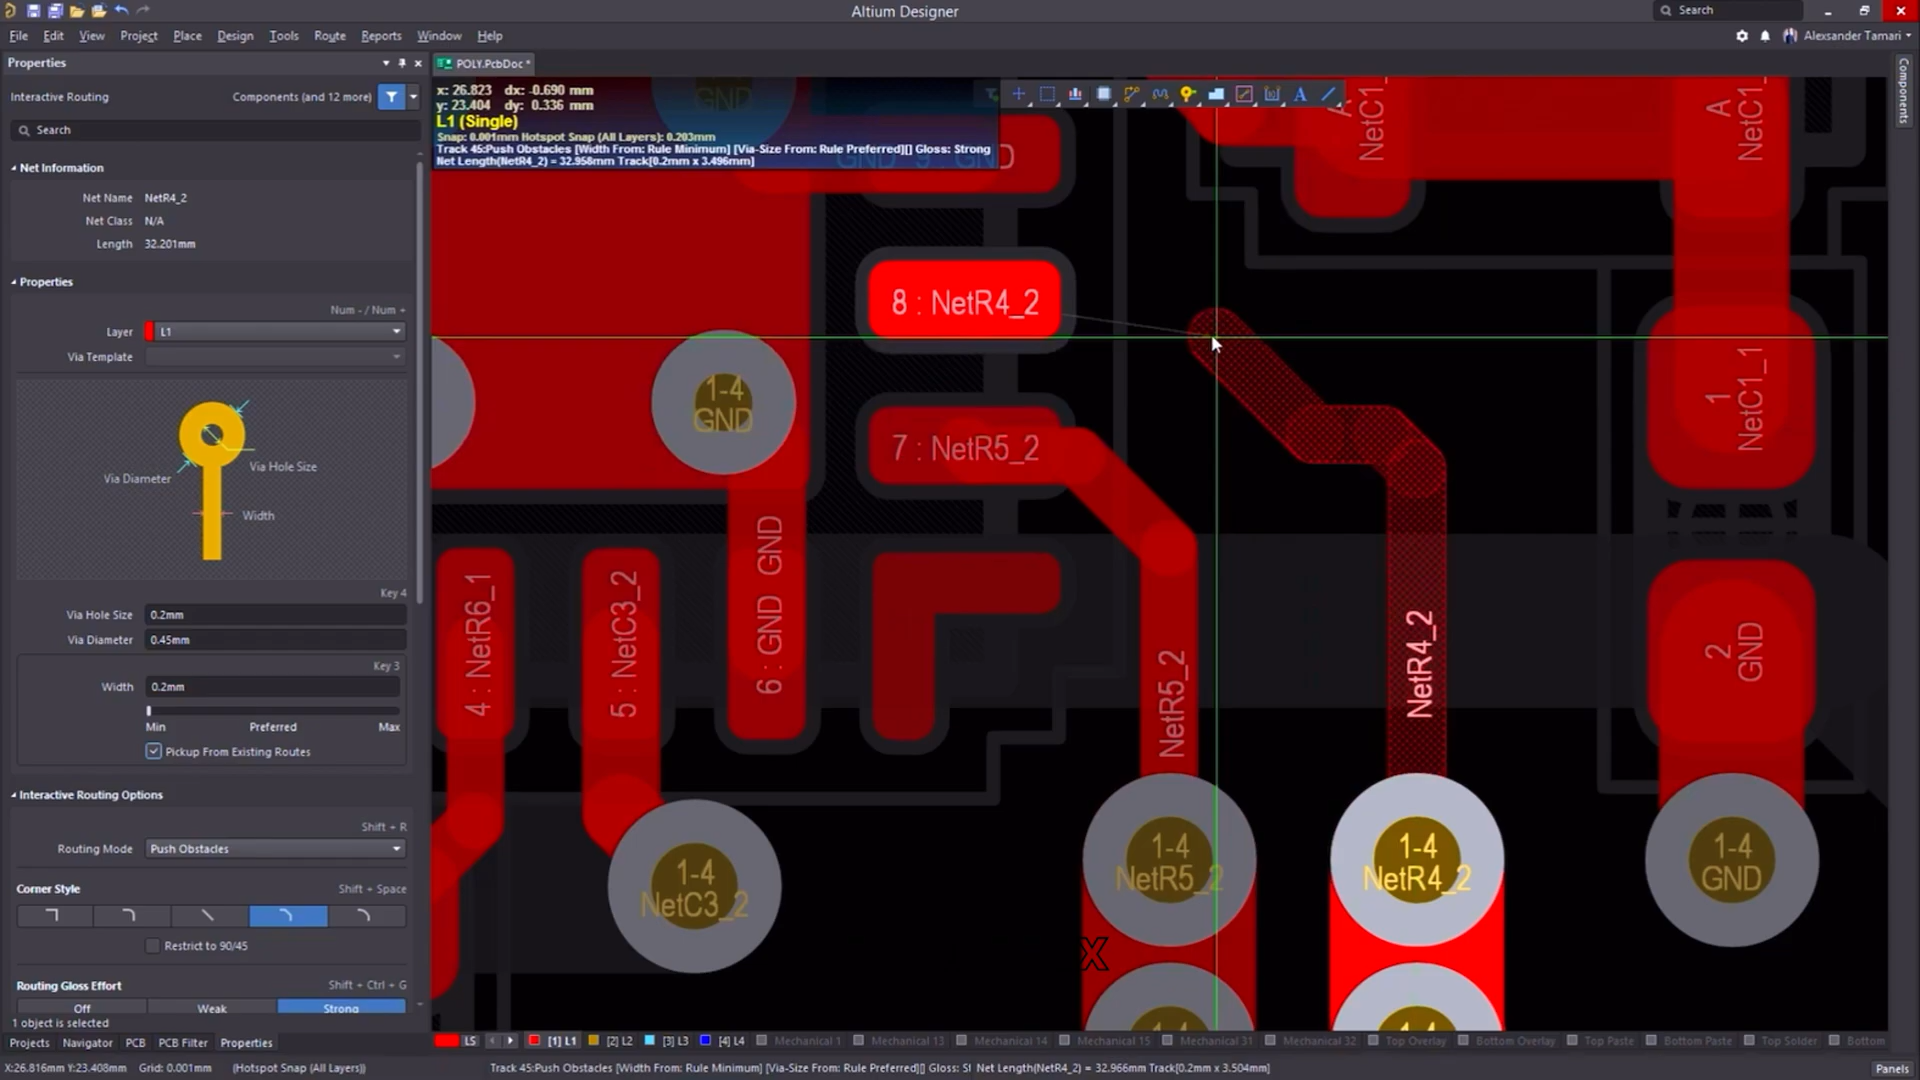 Altium Designer
Search
File Edit View Project Place Design Tools Route Reports Window Help
Alexsander Tamari
Properties
POLY.PcbDoc *
Components
Interactive Routing
Components (and 12 more)
Search
Net Information
Net Name NetR4_2
Net Class N/A
Length 32.201mm
Properties
Num - / Num +
Layer L1
Via Template
Via Hole Size
Via Diameter
Width
Key 4
Via Hole Size 0.2mm
Via Diameter 0.45mm
Key 3
Width 0.2mm
Min Preferred Max
Pickup From Existing Routes
Interactive Routing Options
Shift + R
Routing Mode Push Obstacles
Corner Style Shift + Space
Restrict to 90/45
Routing Gloss Effort Shift + Ctrl + G
Off Weak Strong
1 object is selected
Projects Navigator PCB PCB Filter Properties
x: 26.823 dx: -0.690 mm
y: 23.404 dy: 0.336 mm
L1 (Single)
Snap: 0.001mm Hotspot Snap (All Layers): 0.203mm
Track 45:Push Obstacles [Width From: Rule Minimum] [Via-Size From: Rule Preferred][] Gloss: Strong
Net Length(NetR4_2) = 32.958mm Track[0.2mm x 3.496mm]
GND
A
NetC1_
A
NetC1_
8 : NetR4_2
1-4
GND
7 : NetR5_2
1
NetC1_1
4 : NetR6_1
5 : NetC3_2
6 : GND GND
NetR5_2
NetR4_2
2
GND
1-4
NetC3_2
1-4
NetR5_2
1-4
NetR4_2
1-4
GND
X
1-4
1-4
LS [1] L1 [2] L2 [3] L3 [4] L4 Mechanical 1 Mechanical 13 Mechanical 14 Mechanical 15 Mechanical 31 Mechanical 32 Top Overlay Bottom Overlay Top Paste Bottom Paste Top Solder Bottom
X:26.816mm Y:23.408mm Grid: 0.001mm (Hotspot Snap (All Layers)) Track 45:Push Obstacles [Width From: Rule Minimum] [Via-Size From: Rule Preferred][] Gloss: St Net Length(NetR4_2) = 32.966mm Track[0.2mm x 3.504mm] Panels